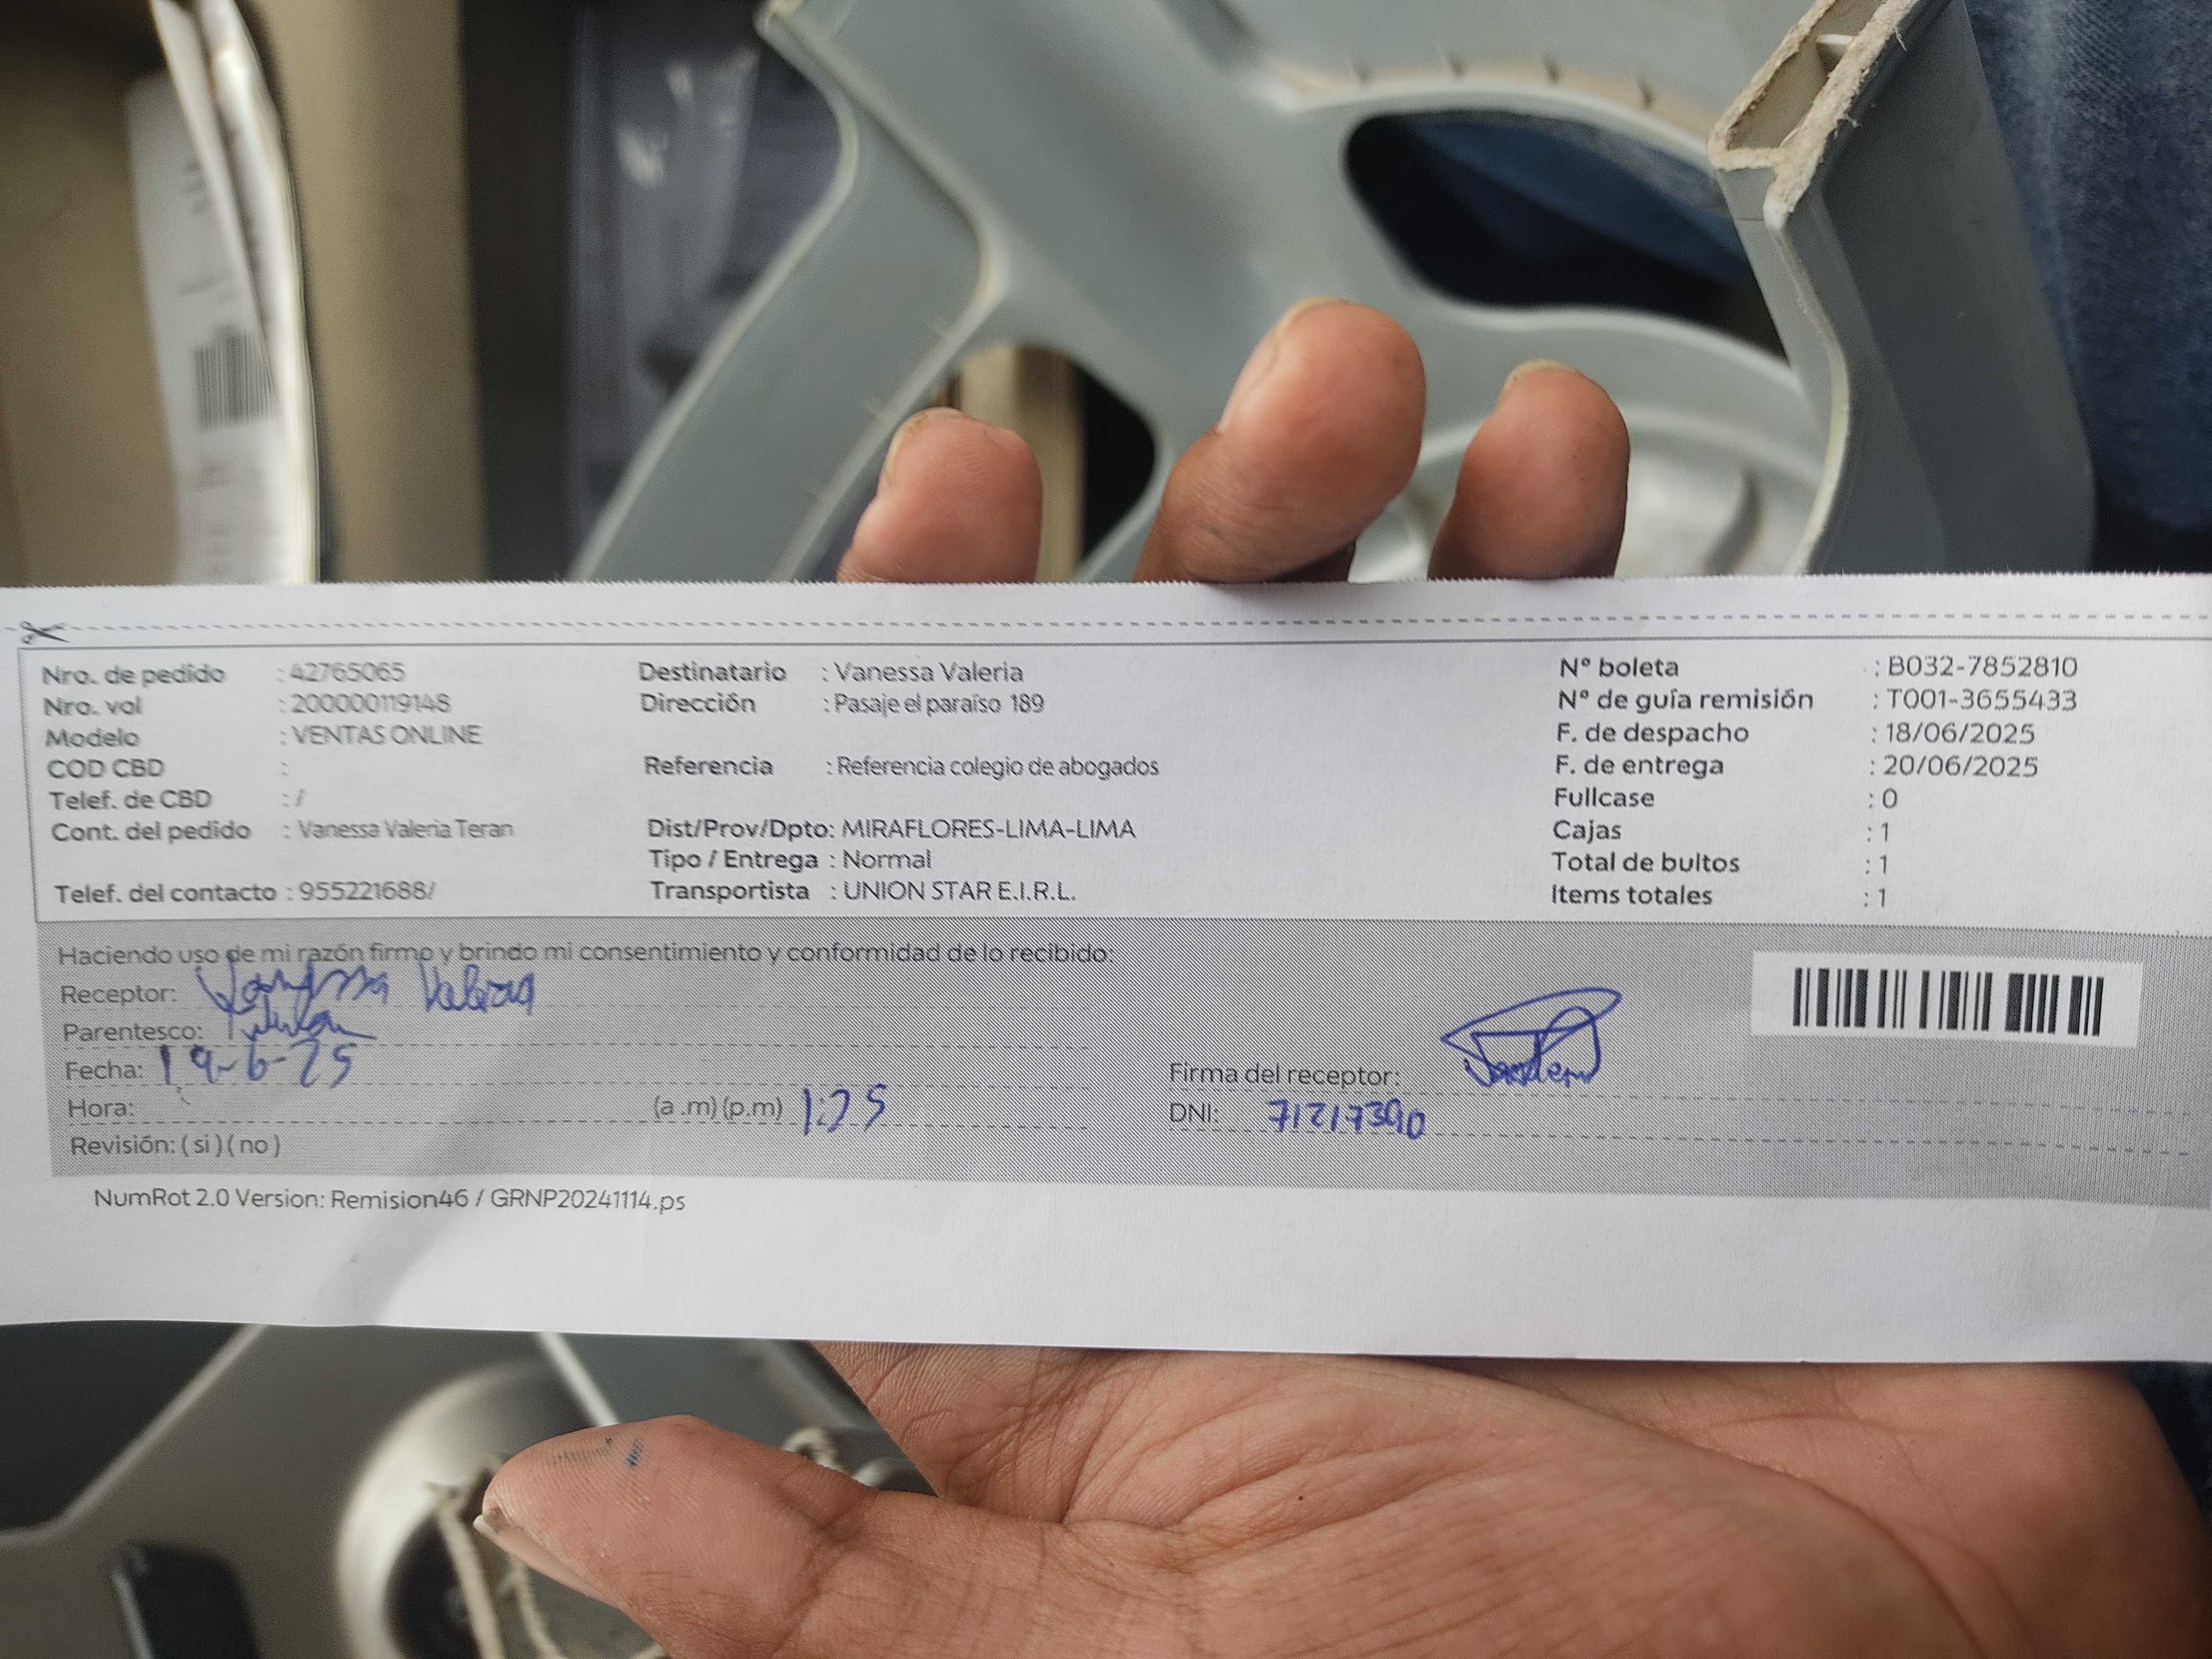 Nro. de pedido : 42765065
Nro. vol : 200000119148
Modelo : VENTAS ONLINE
COD CBD :
Telef. de CBD : /
Cont. del pedido : Vanessa Valeria Teran
Telef. del contacto : 955221688/
Destinatario : Vanessa Valeria
Dirección : Pasaje el paraíso 189
Referencia : Referencia colegio de abogados
Dist/Prov/Dpto: MIRAFLORES-LIMA-LIMA
Tipo / Entrega : Normal
Transportista : UNION STAR E.I.R.L.
Nº boleta : B032-7852810
Nº de guía remisión : T001-3655433
F. de despacho : 18/06/2025
F. de entrega : 20/06/2025
Fullcase : 0
Cajas : 1
Total de bultos : 1
Items totales : 1
Haciendo uso de mi razón firmo y brindo mi consentimiento y conformidad de lo recibido:
Receptor: Vanessa Valeria
Parentesco:
Fecha: 19-6-25
Hora: (a .m) (p.m) 1:25
Revisión: ( si ) ( no )
Firma del receptor:
DNI: 71217390
NumRot 2.0 Version: Remision46 / GRNP20241114.ps